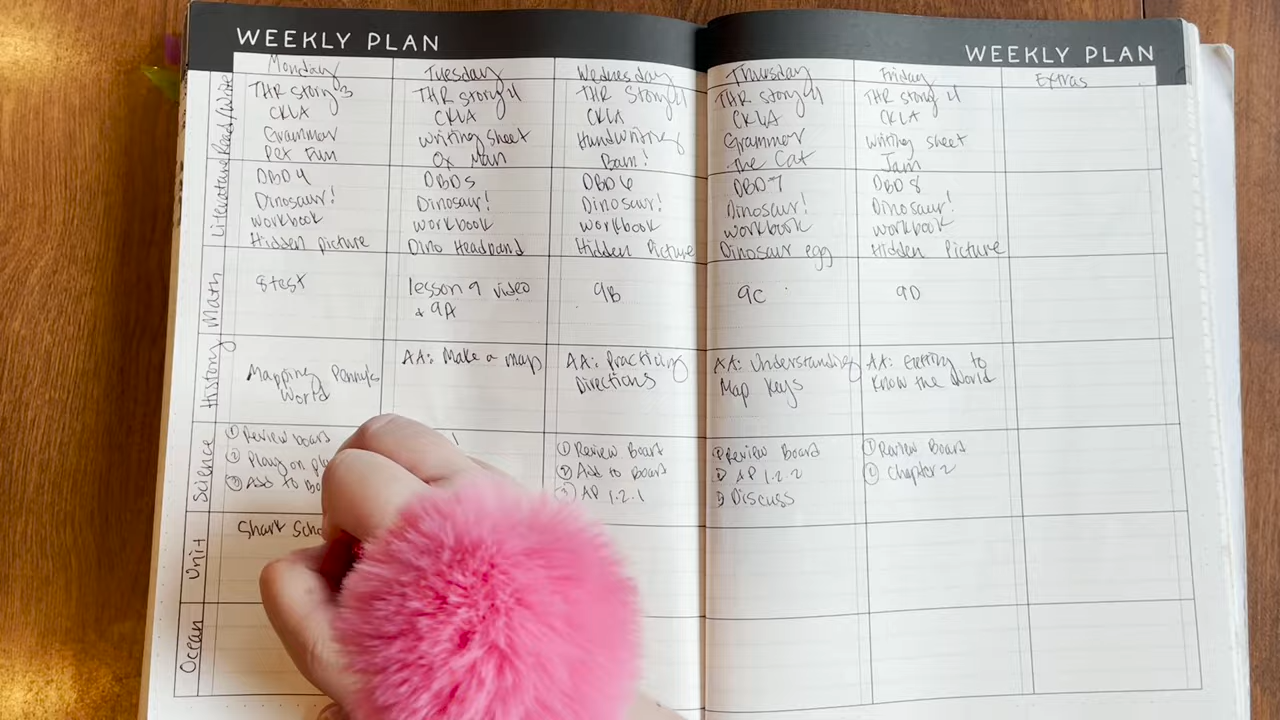 WEEKLY PLAN
WEEKLY PLAN
Monday
Tuesday
Wednesday
Thursday
Friday
Extras
Read/Write
THR story 3
CKLA
Grammar
Pet Fun
THR story 4
CKLA
Writing Sheet
Ox Man
THR Story 4
CKLA
Handwriting
Bam!
THR story 4
CKLA
Grammar
the Cat
THR story 4
CKLA
Writing sheet
Jam
Literature
DBD 4
Dinosaur!
Workbook
Hidden picture
DBD 5
Dinosaur!
Workbook
Dino Headband
DBD 6
Dinosaur!
Workbook
Hidden Picture
DBD 7
Dinosaur!
Workbook
Dinosaur egg
DBD 8
Dinosaur!
Workbook
Hidden Picture
Math
8 test
lesson 9 video
& 9A
9B
9C
9D
History
Mapping
World
AA: Make a map
AA: Practicing
Directions
AA: Understanding
Map Keys
AA: Getting to
Know the World
Science
① Review board
② Play on
③ Add to Bo
① Review Board
② Add to Board
③ AP 1.2.1
① Review Board
② AP 1.2.2
③ Discuss
① Review Board
② Chapter 2
Unit
Shark Scho
Ocean